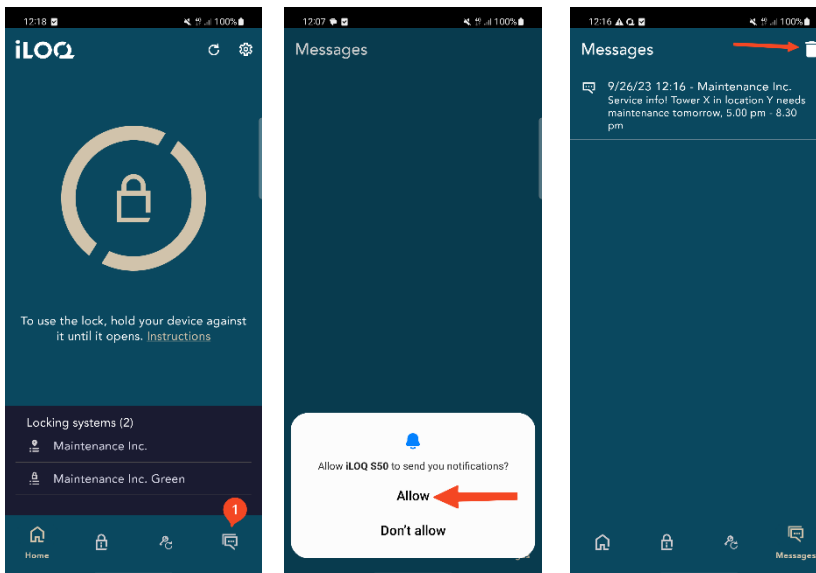 12:18
100%
iLOQ
To use the lock, hold your device against
it until it opens. Instructions
Locking systems (2)
Maintenance Inc.
Maintenance Inc. Green
1
Home
12:07
100%
Messages
Allow iLOQ S50 to send you notifications?
Allow
Don't allow
12:16
100%
Messages
9/26/23 12:16 - Maintenance Inc.
Service info! Tower X in location Y needs
maintenance tomorrow, 5.00 pm - 8.30
pm
Messages